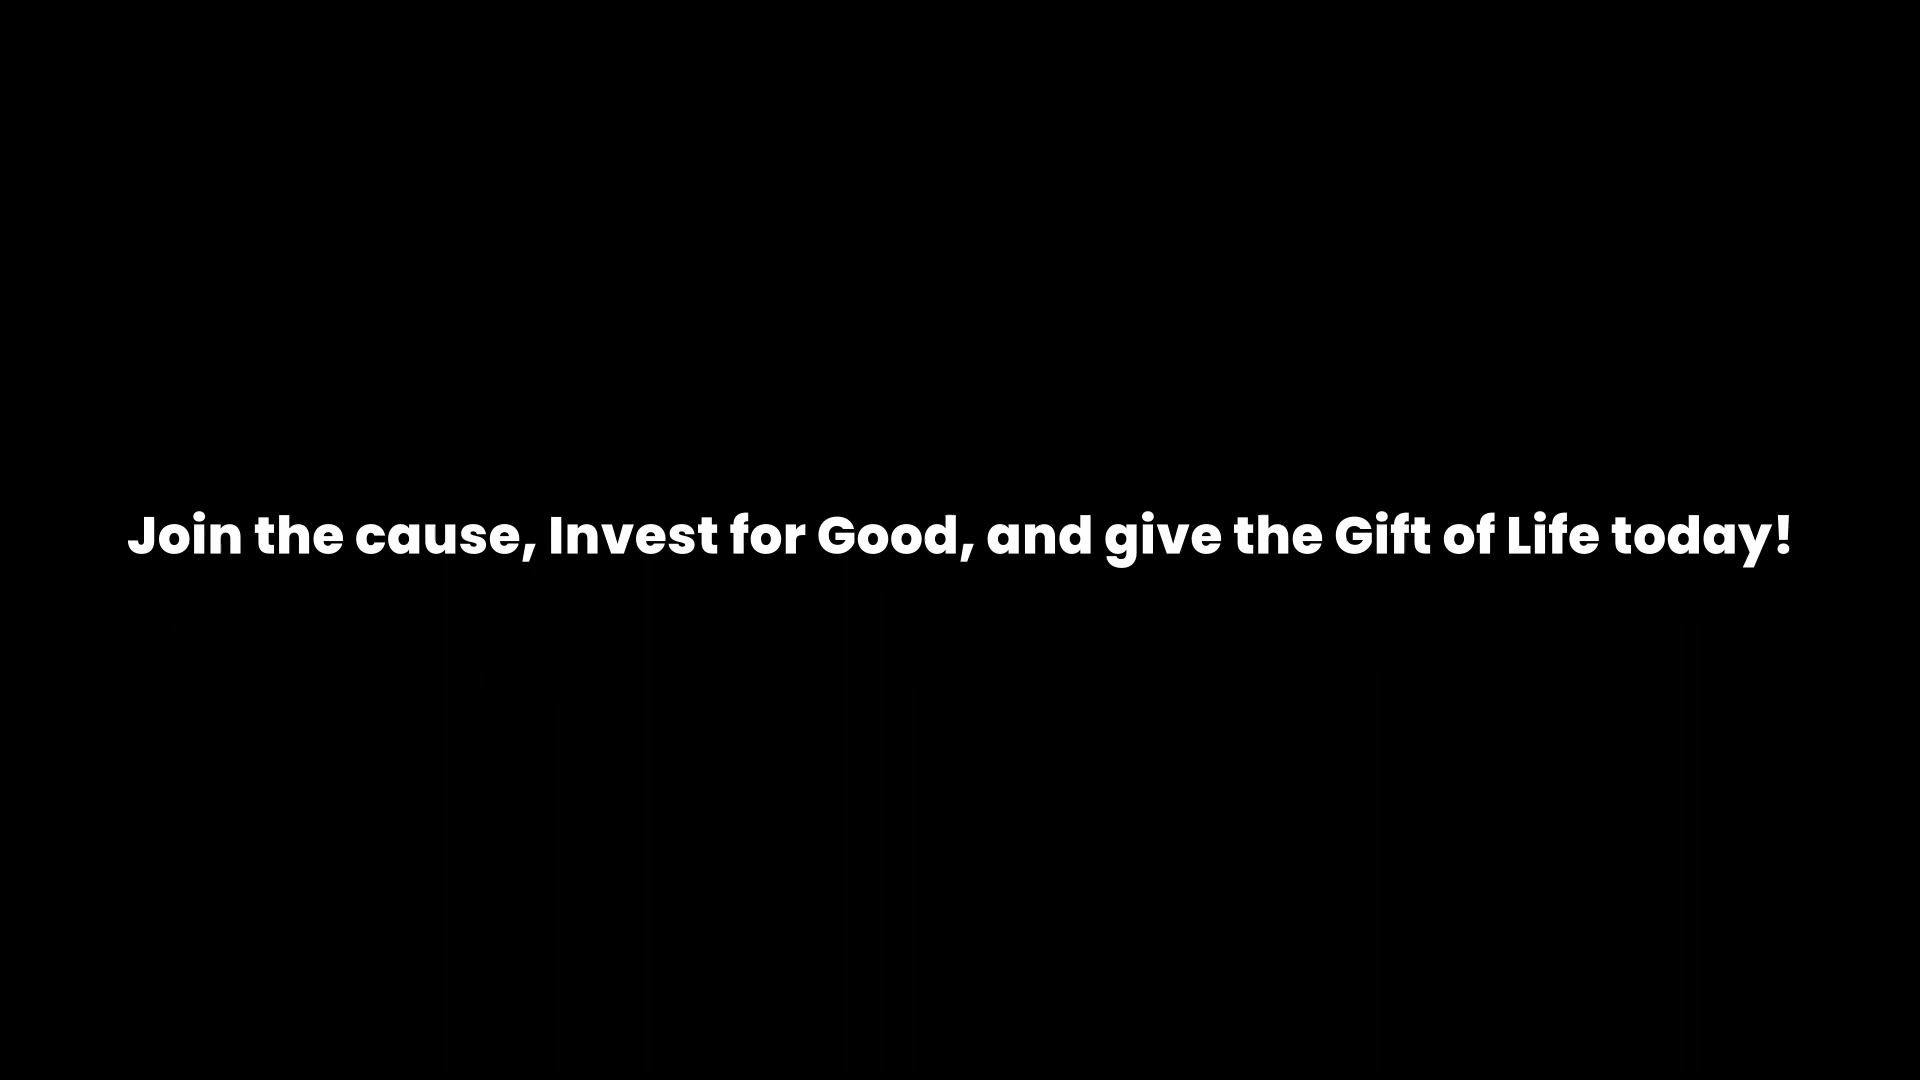 Join the cause, Invest for Good, and give the Gift of Life today!